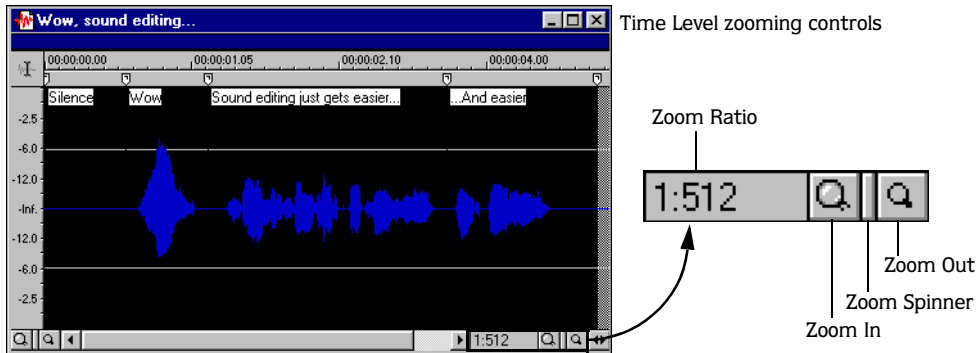 Wow, sound editing...
Time Level zooming controls
00:00:00.00 00:00:01.05 00:00:02.10 00:00:04.00
Silence Wow Sound editing just gets easier... ...And easier
-2.5
-6.0
-12.0
-Inf.
-12.0
-6.0
-2.5
1:512
Zoom Ratio
1:512
Zoom Out
Zoom Spinner
Zoom In